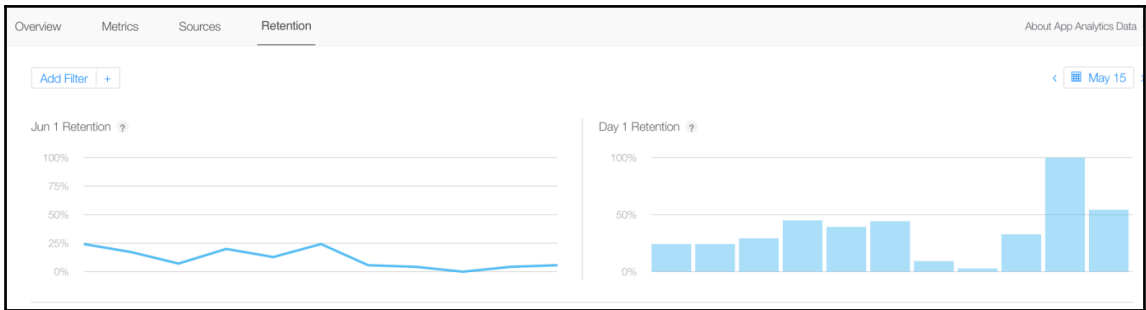 Overview Metrics Sources Retention About App Analytics Data
Add Filter + < May 15 >
Jun 1 Retention ?
100%
75%
50%
25%
0%
Day 1 Retention ?
100%
50%
0%